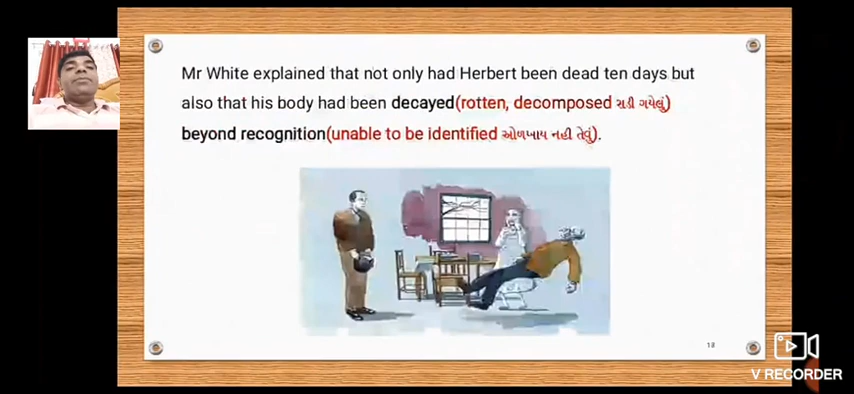 Mr White explained that not only had Herbert been dead ten days but
also that his body had been decayed(rotten, decomposed સડી ગયેલું)
beyond recognition(unable to be identified ઓળખાય નહી તેવું).
18
V RECORDER